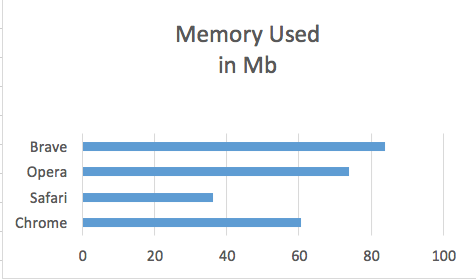 Memory Used
in Mb
Brave
Opera
Safari
Chrome
0 20 40 60 80 100